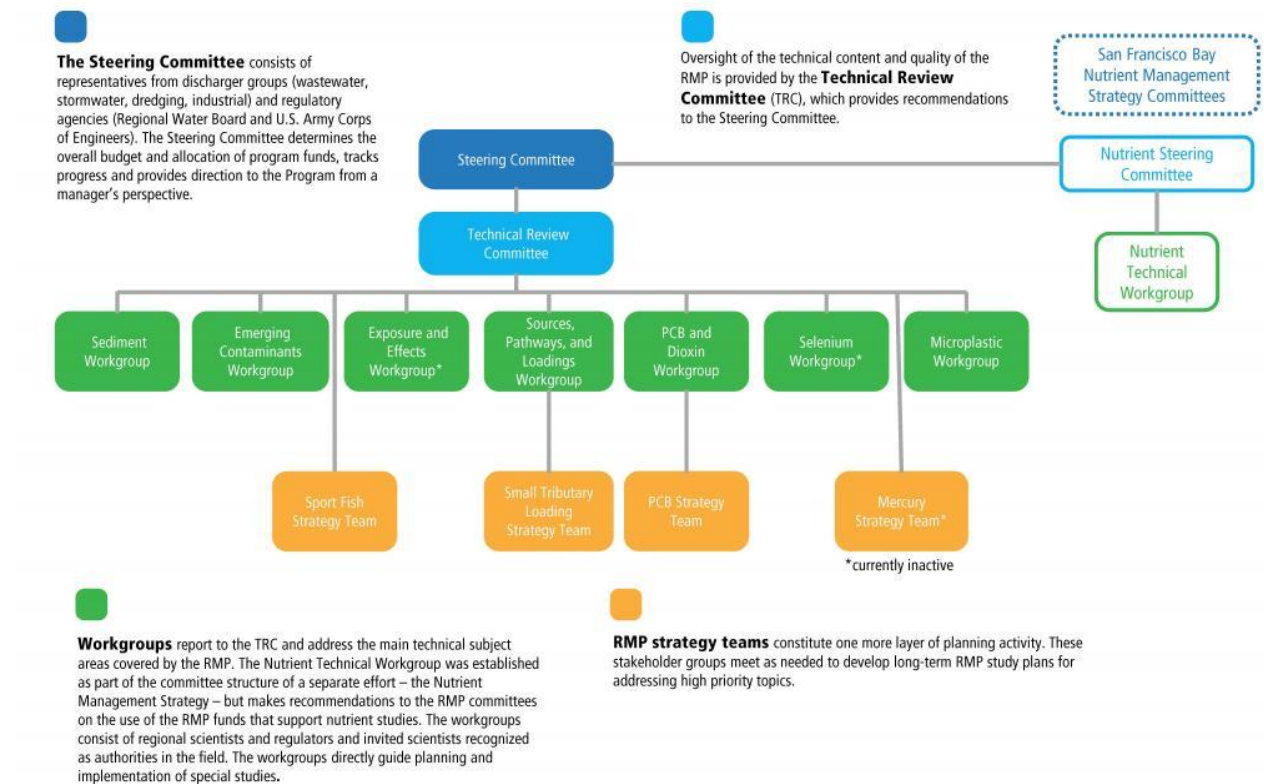 The Steering Committee consists of
representatives from discharger groups (wastewater,
stormwater, dredging, industrial) and regulatory
agencies (Regional Water Board and U.S. Army Corps
of Engineers). The Steering Committee determines the
overall budget and allocation of program funds, tracks
progress and provides direction to the Program from a
manager's perspective.
Oversight of the technical content and quality of the
RMP is provided by the Technical Review
Committee (TRC), which provides recommendations
to the Steering Committee.
San Francisco Bay
Nutrient Management
Strategy Committees
Steering Committee
Nutrient Steering
Committee
Technical Review
Committee
Nutrient
Technical
Workgroup
Sediment
Workgroup
Emerging
Contaminants
Workgroup
Exposure and
Effects
Workgroup*
Sources,
Pathways, and
Loadings
Workgroup
PCB and
Dioxin
Workgroup
Selenium
Workgroup*
Microplastic
Workgroup
Sport Fish
Strategy Team
Small Tributary
Loading
Strategy Team
PCB Strategy
Team
Mercury
Strategy Team*
*currently inactive
Workgroups report to the TRC and address the main technical subject
areas covered by the RMP. The Nutrient Technical Workgroup was established
as part of the committee structure of a separate effort – the Nutrient
Management Strategy – but makes recommendations to the RMP committees
on the use of the RMP funds that support nutrient studies. The workgroups
consist of regional scientists and regulators and invited scientists recognized
as authorities in the field. The workgroups directly guide planning and
implementation of special studies.
RMP strategy teams constitute one more layer of planning activity. These
stakeholder groups meet as needed to develop long-term RMP study plans for
addressing high priority topics.